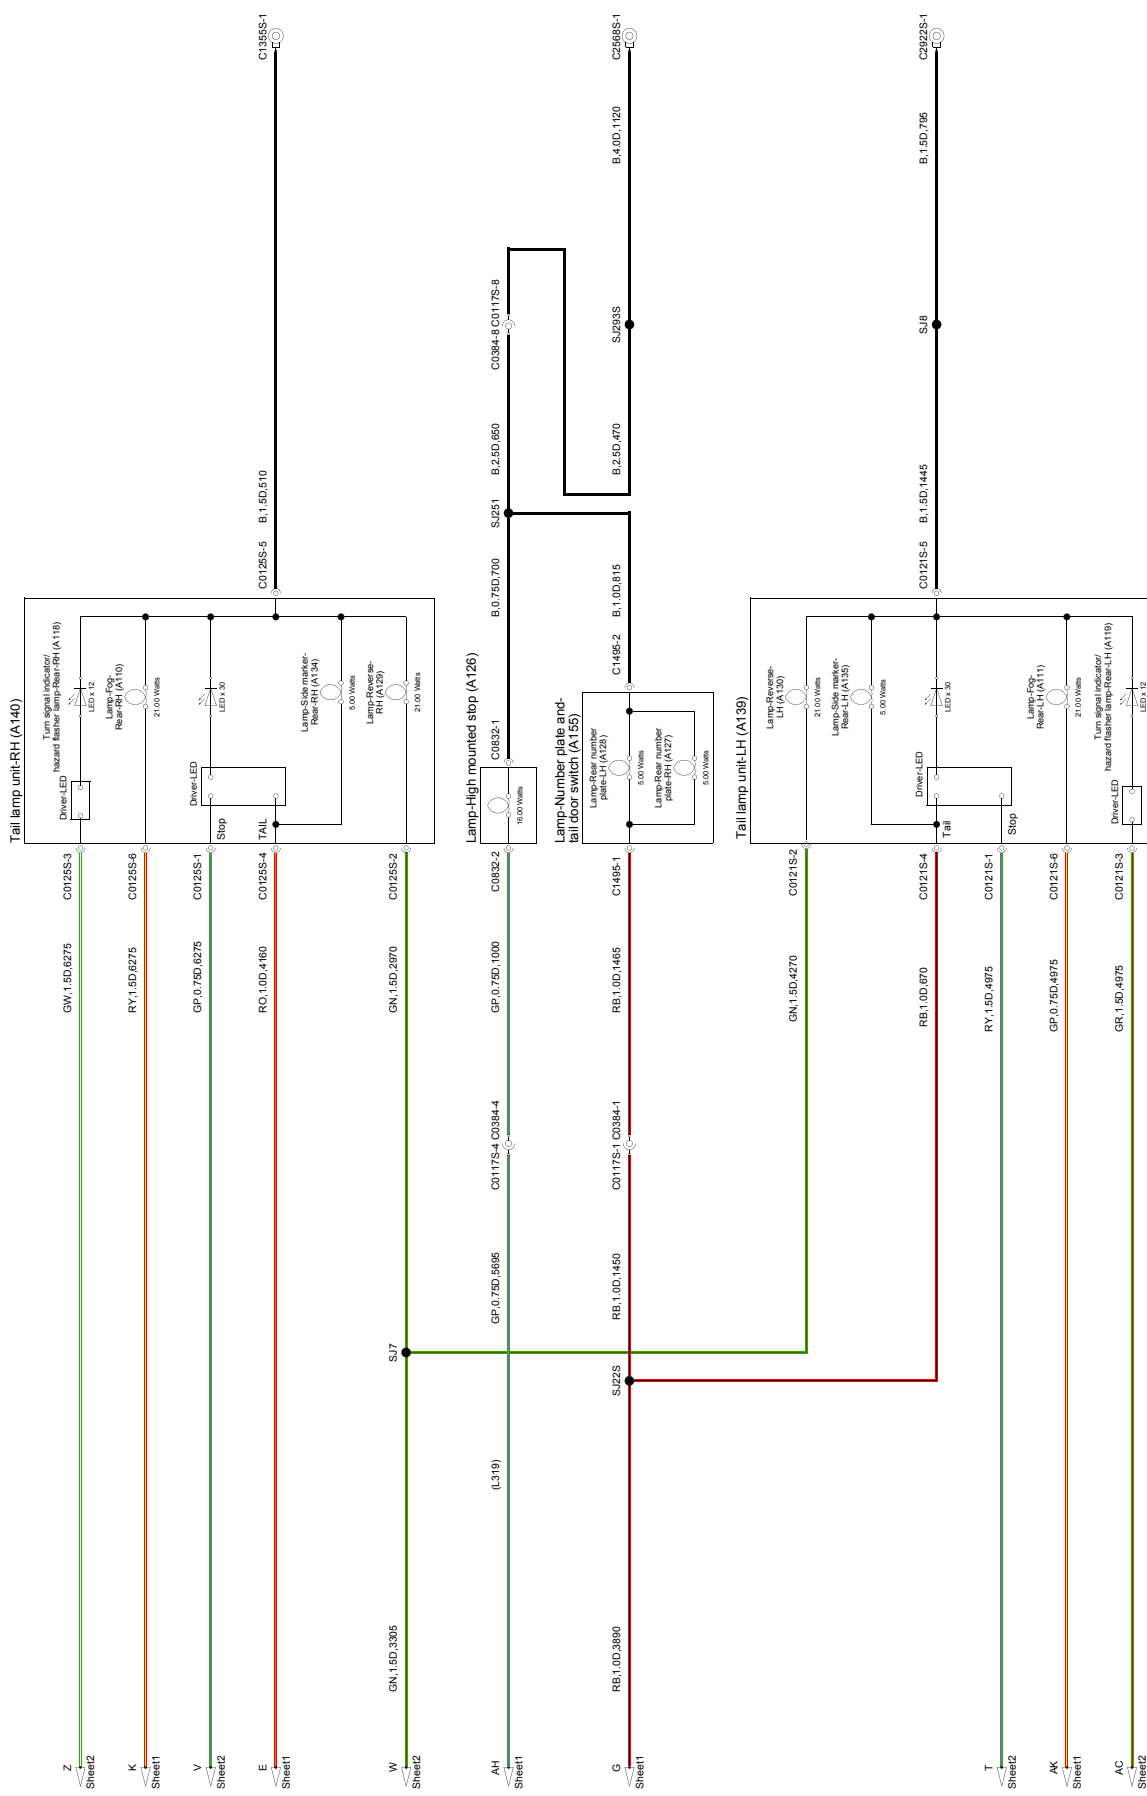 C1355S-1
C2568S-1
C2922S-1
B,4.0D,1120
B,1.5D,795
C0384-8 C0117S-8
SJ293S
SJ8
B,1.5D,510
B,2.5D,650
B,2.5D,470
B,1.5D,1445
SJ251
C0125S-5
B,0.75D,700
B,1.0D,815
C0121S-5
C1495-2
C0832-1
Tail lamp unit-RH (A140)
Turn signal indicator/
hazard flasher lamp-Rear-RH (A118)
LED x 12
Driver-LED
Lamp-Fog-
Rear-RH (A110)
21.00 Watts
LED x 30
Driver-LED
Stop
TAIL
Lamp-Side marker-
Rear-RH (A134)
5.00 Watts
Lamp-Reverse-
RH (A129)
21.00 Watts
Lamp-High mounted stop (A126)
16.00 Watts
Lamp-Number plate and-
tail door switch (A155)
Lamp-Rear number
plate-LH (A128)
5.00 Watts
Lamp-Rear number
plate-RH (A127)
5.00 Watts
Tail lamp unit-LH (A139)
Lamp-Reverse-
LH (A130)
21.00 Watts
Lamp-Side marker-
Rear-LH (A135)
5.00 Watts
LED x 30
Driver-LED
Tail
Stop
Lamp-Fog-
Rear-LH (A111)
21.00 Watts
Turn signal indicator/
hazard flasher lamp-Rear-LH (A119)
LED x 12
Driver-LED
C0125S-3
C0125S-6
C0125S-1
C0125S-4
C0125S-2
C0832-2
C1495-1
C0121S-2
C0121S-4
C0121S-1
C0121S-6
C0121S-3
GW,1.5D,6275
RY,1.5D,6275
GP,0.75D,6275
RO,1.0D,4160
GN,1.5D,2970
GP,0.75D,1000
RB,1.0D,1465
GN,1.5D,4270
RB,1.0D,670
RY,1.5D,4975
GP,0.75D,4975
GR,1.5D,4975
C0117S-4 C0384-4
C0117S-1 C0384-1
GP,0.75D,5695
RB,1.0D,1450
SJ7
SJ22S
(L319)
GN,1.5D,3305
RB,1.0D,3890
Z
Sheet2
K
Sheet1
V
Sheet2
E
Sheet1
W
Sheet2
AH
Sheet1
G
Sheet1
T
Sheet2
AK
Sheet1
AC
Sheet2